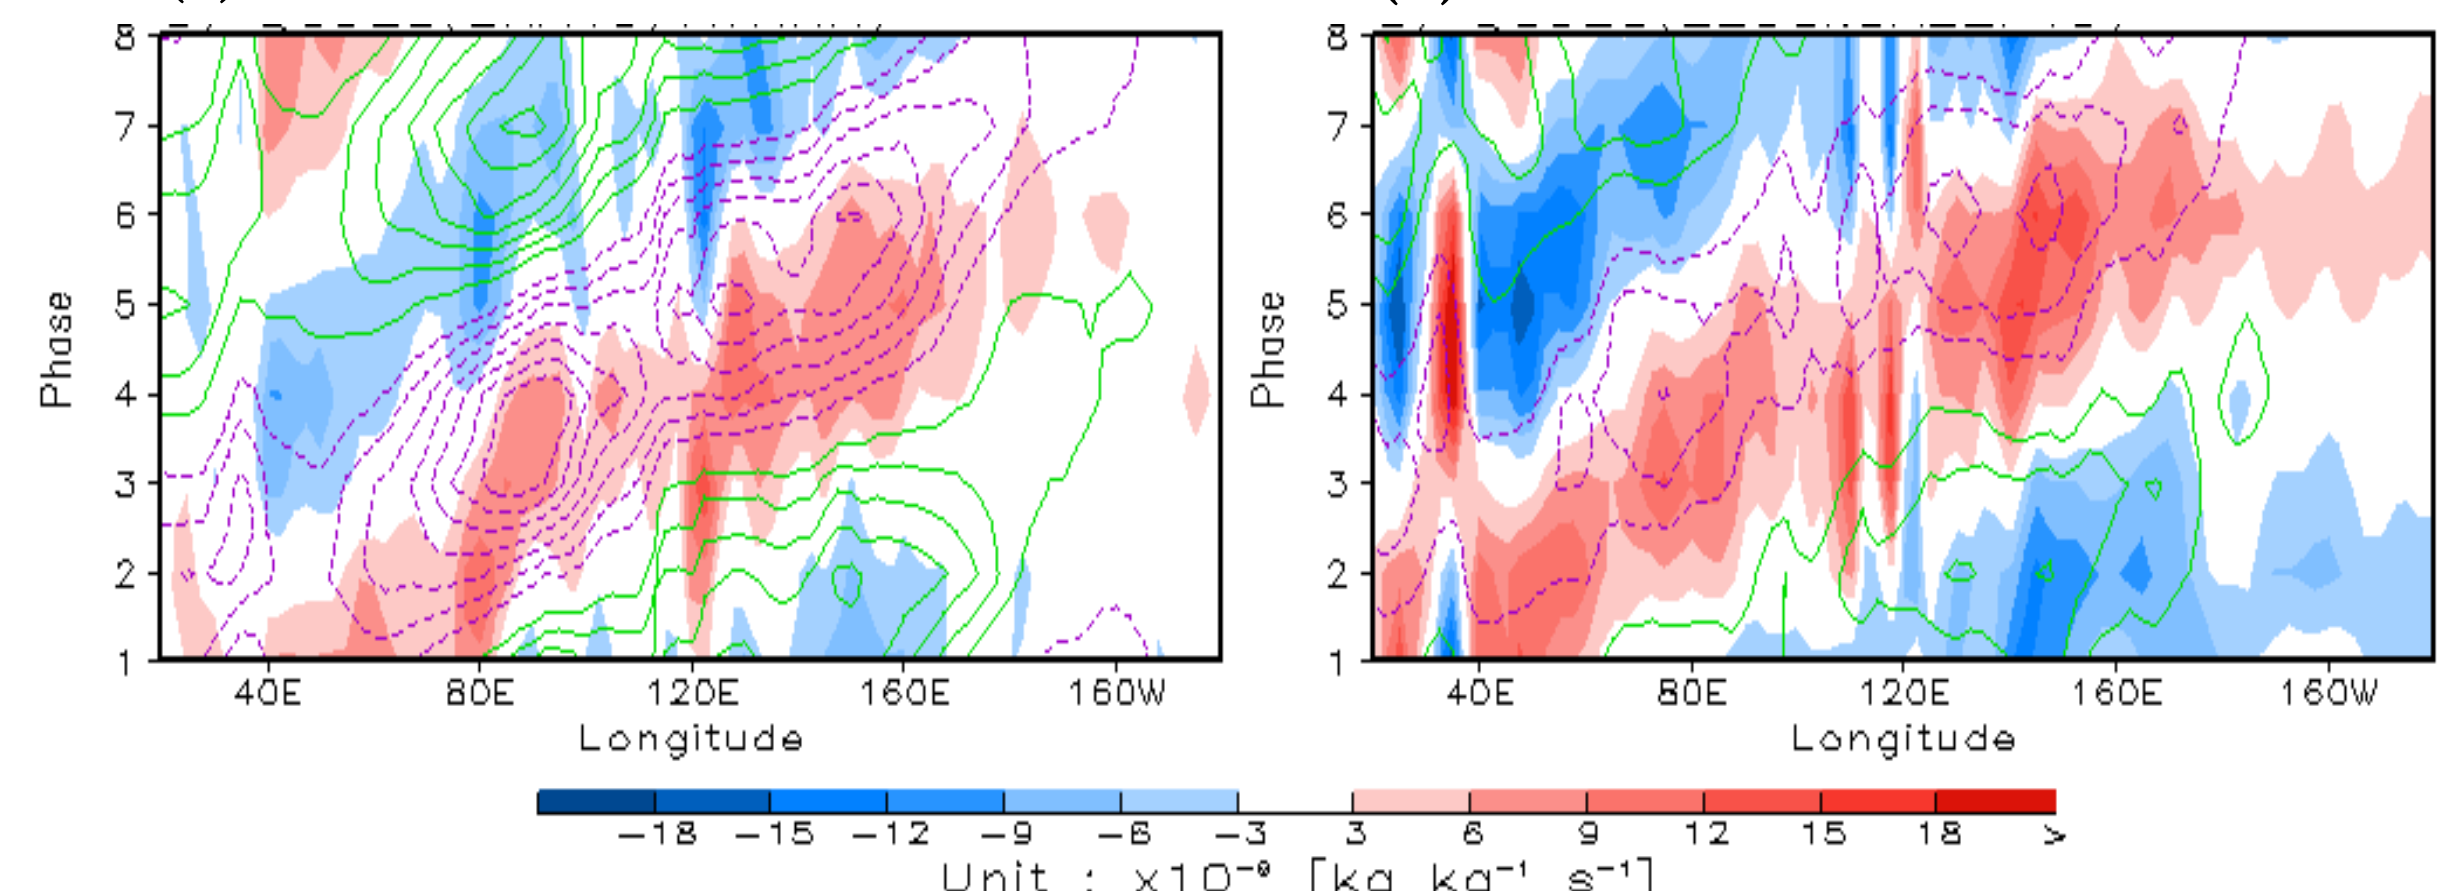 8 7 6 5 4 3 2 1
Phase
40E 80E 120E 160E 160W
Longitude
8 7 6 5 4 3 2 1
Phase
40E 80E 120E 160E 160W
Longitude
−18 −15 −12 −9 −6 −3 3 6 9 12 15 18
Unit : x10 [kg kg⁻¹ s⁻¹]